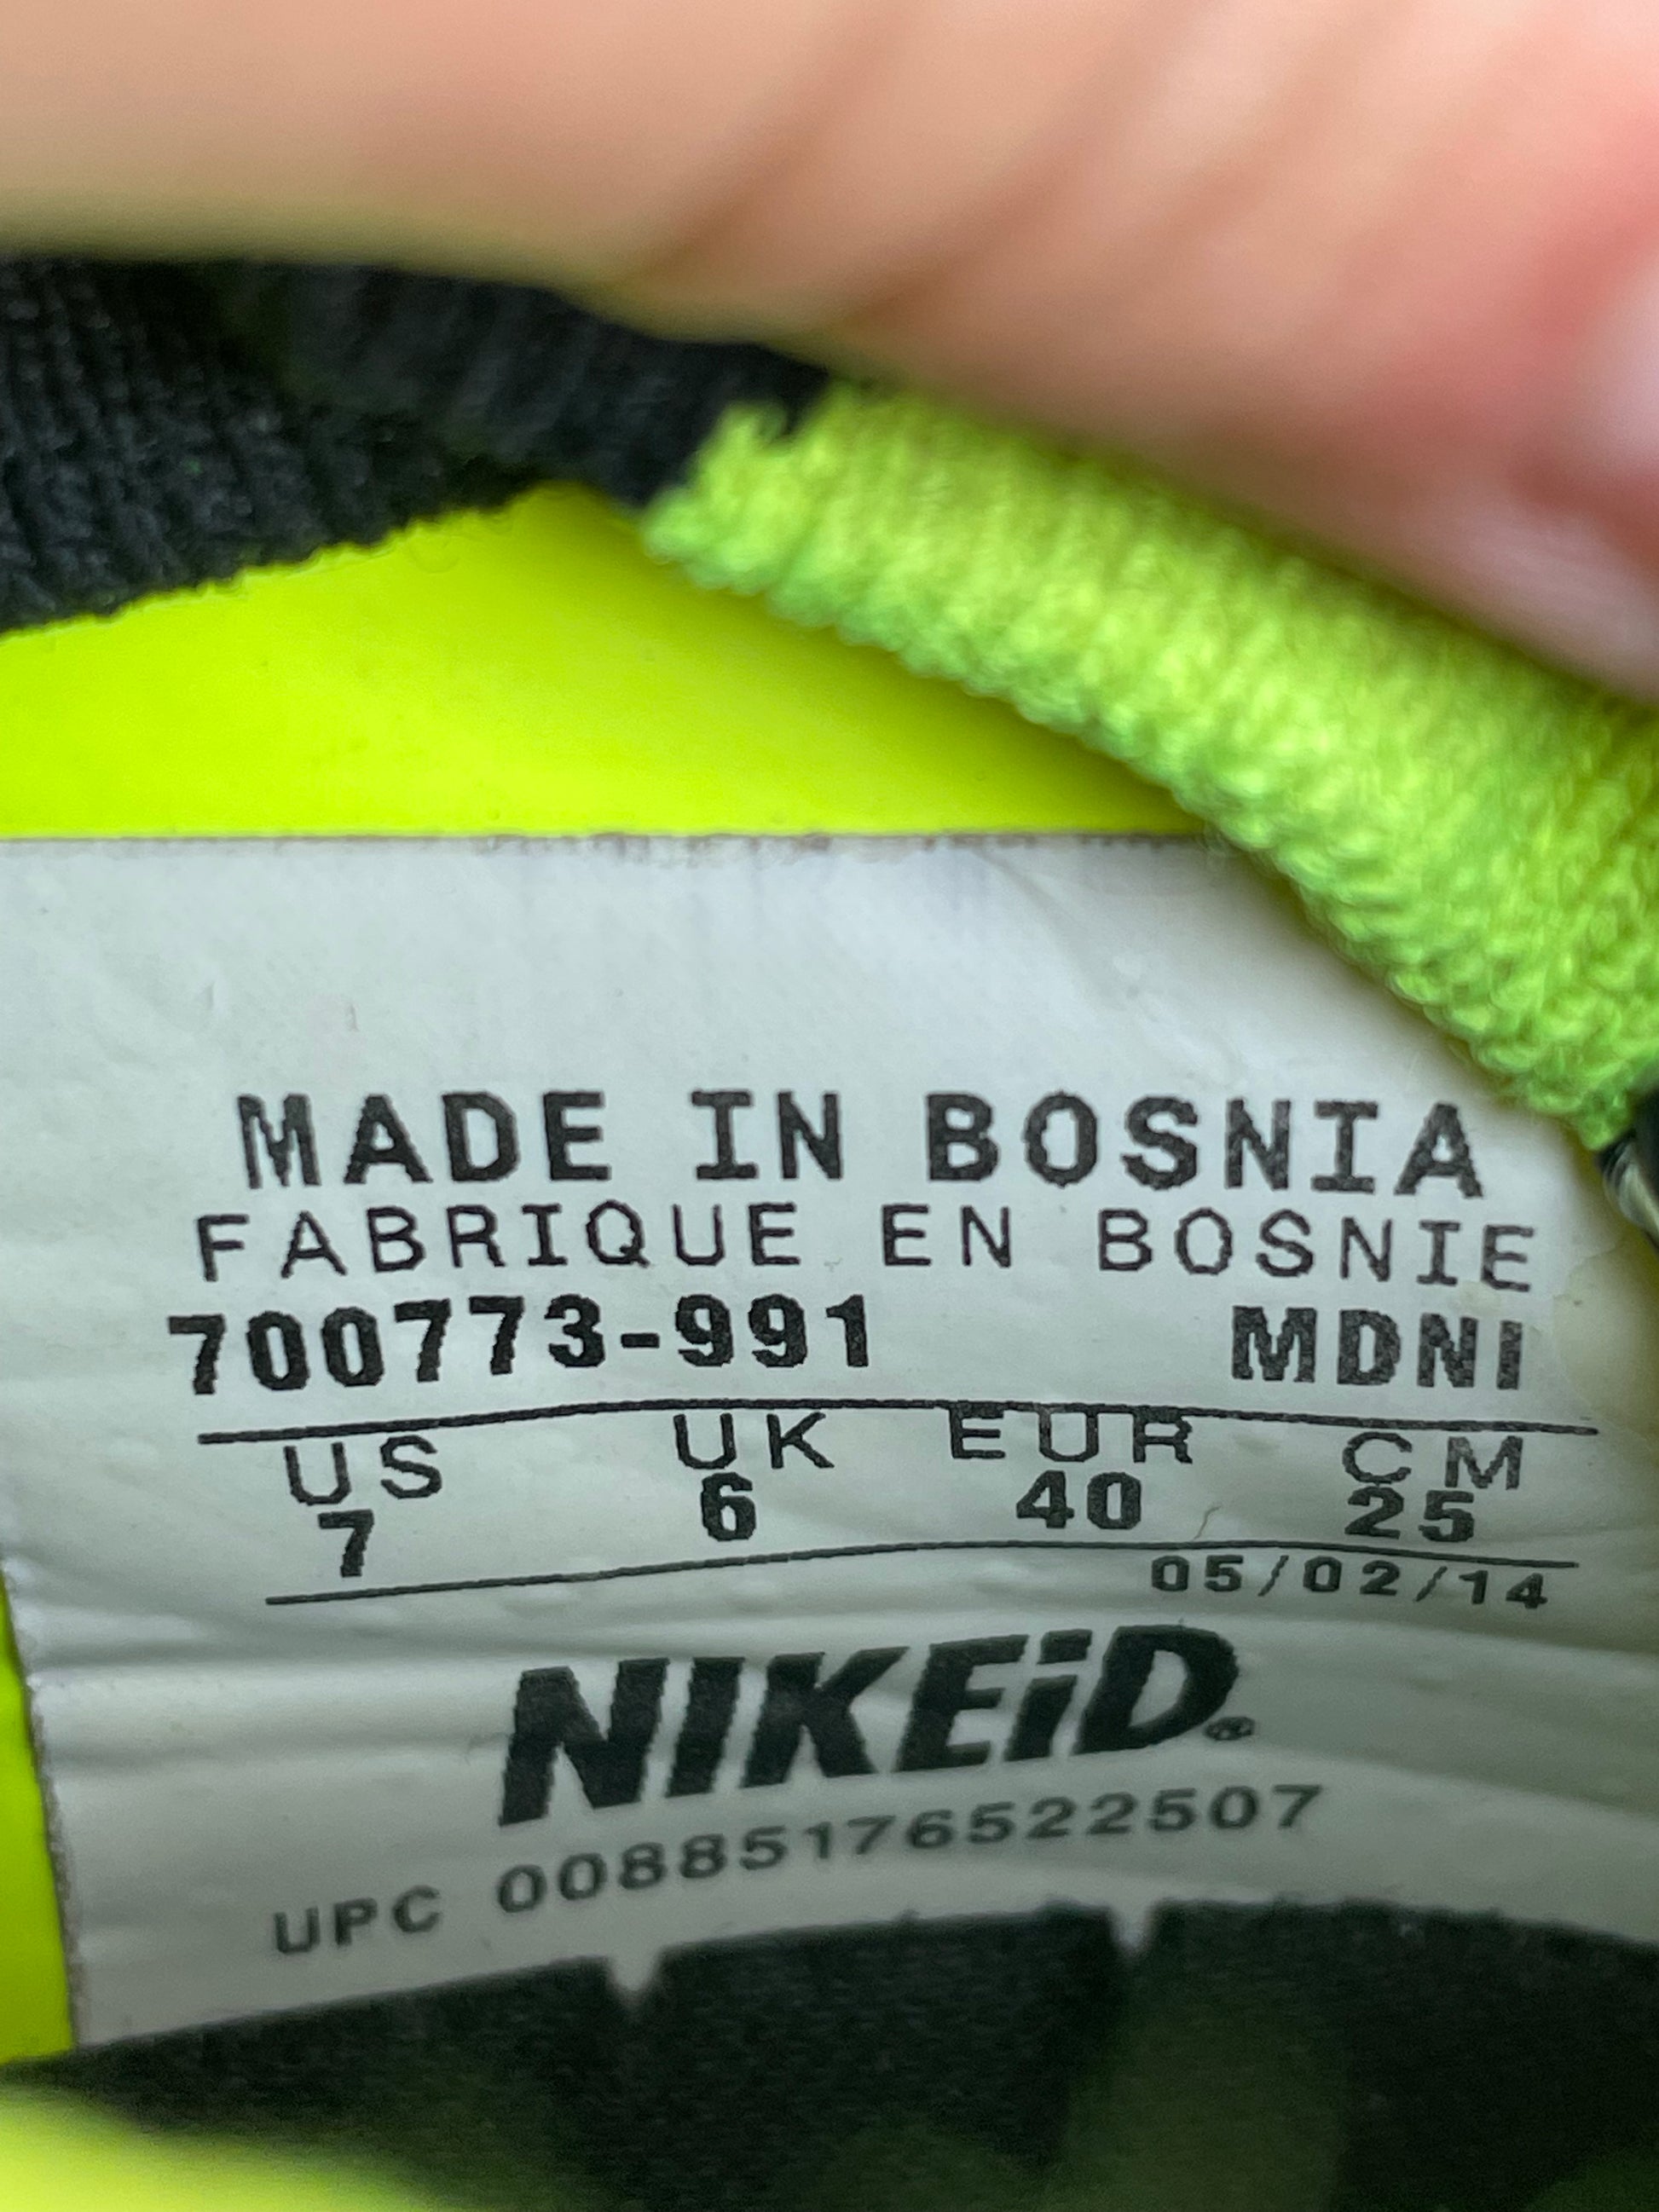 MADE IN BOSNIA
FABRIQUE EN BOSNIE
700773-991 MDNI
US UK EUR CM
7 6 40 25
05/02/14
NIKEiD®
UPC 00885176522507